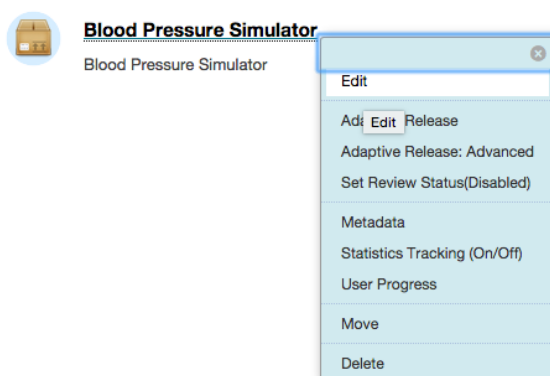 Blood Pressure Simulator
Blood Pressure Simulator
Edit
Ada Edit Release
Adaptive Release: Advanced
Set Review Status(Disabled)
Metadata
Statistics Tracking (On/Off)
User Progress
Move
Delete